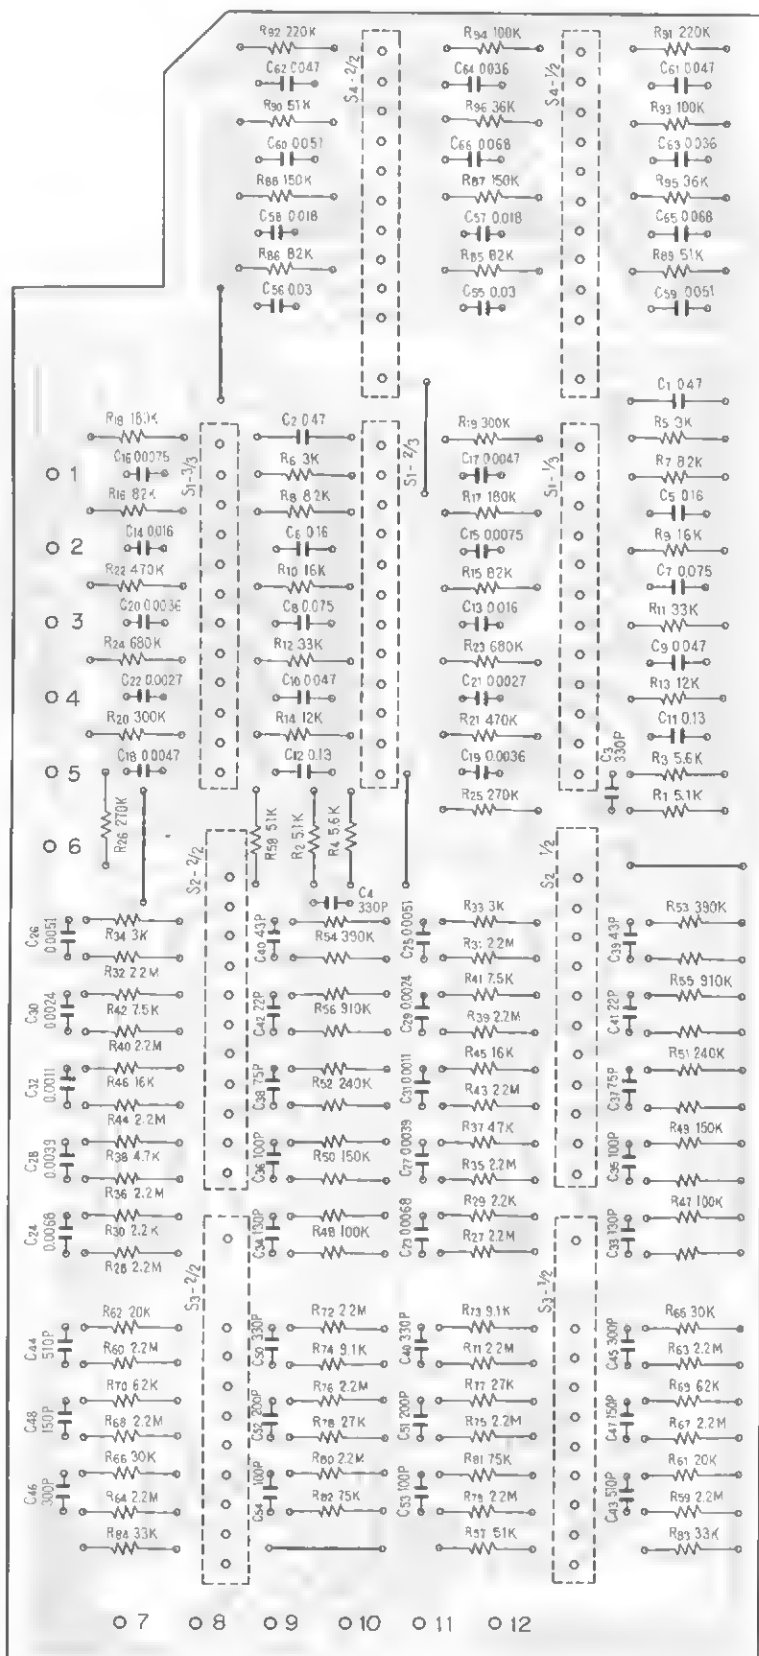 R92 220K
R94 100K
R91 220K
C62 0.047
S4-2/2
C64 0.036
S4-1/2
C61 0.047
R90 51K
R96 36K
R93 100K
C60 0.051
C66 0.068
C63 0.036
R88 150K
R87 150K
R95 36K
C58 0.018
C57 0.018
C65 0.068
R86 82K
R85 82K
R89 51K
C56 0.03
C55 0.03
C59 0.051
C1 0.47
R18 180K
C2 0.47
R19 300K
R5 3K
C16 0.0075
S1-3/3
R6 3K
S1-2/3
C17 0.0047
S1-1/3
R7 8.2K
1
R16 82K
R8 8.2K
R17 180K
C5 0.16
C14 0.016
C6 0.16
C15 0.0075
R9 16K
2
R22 470K
R10 16K
R15 82K
C7 0.075
C20 0.0036
C8 0.075
C13 0.016
R11 33K
3
R24 680K
R12 33K
R23 680K
C9 0.047
C22 0.0027
C10 0.047
C21 0.0027
R13 12K
4
R20 300K
R14 12K
R21 470K
C11 0.13
C18 0.0047
C12 0.13
C19 0.0036
C3 330P
R3 5.6K
5
R25 270K
R1 5.1K
R26 270K
R58 51K
R2 5.1K
R4 5.6K
6
S2-2/2
S2 1/2
C4
330P
C26
0.0051
R34 3K
C40 43P
R54 390K
C25 0.0051
R33 3K
C39 43P
R53 390K
R32 2.2M
R31 2.2M
C30
0.0024
R42 7.5K
C42 22P
R56 910K
C29 0.0024
R41 7.5K
C41 22P
R55 910K
R40 2.2M
R39 2.2M
C32
0.0011
R46 16K
C38 75P
R52 240K
C31 0.0011
R45 16K
C37 75P
R51 240K
R44 2.2M
R43 2.2M
C28
0.0039
R38 4.7K
C36 100P
R50 150K
C27 0.0039
R37 4.7K
C35 100P
R49 150K
R36 2.2M
R35 2.2M
C24
0.0068
R30 2.2K
C34 130P
R48 100K
C23 0.0068
R29 2.2K
C33 130P
R47 100K
R28 2.2M
R27 2.2M
S3-2/2
S3-1/2
C44
510P
R62 20K
C50 330P
R72 2.2M
C40 330P
R73 9.1K
C45 300P
R66 30K
R60 2.2M
R74 9.1K
R71 2.2M
R63 2.2M
C48
150P
R70 62K
C52 200P
R76 2.2M
C51 200P
R77 27K
C47 150P
R69 62K
R68 2.2M
R78 27K
R75 2.2M
R67 2.2M
C46
300P
R66 30K
C54 100P
R80 2.2M
C53 100P
R81 75K
C43 510P
R61 20K
R64 2.2M
R82 75K
R79 2.2M
R59 2.2M
R84 33K
R57 51K
R83 33K
7
8
9
10
11
12